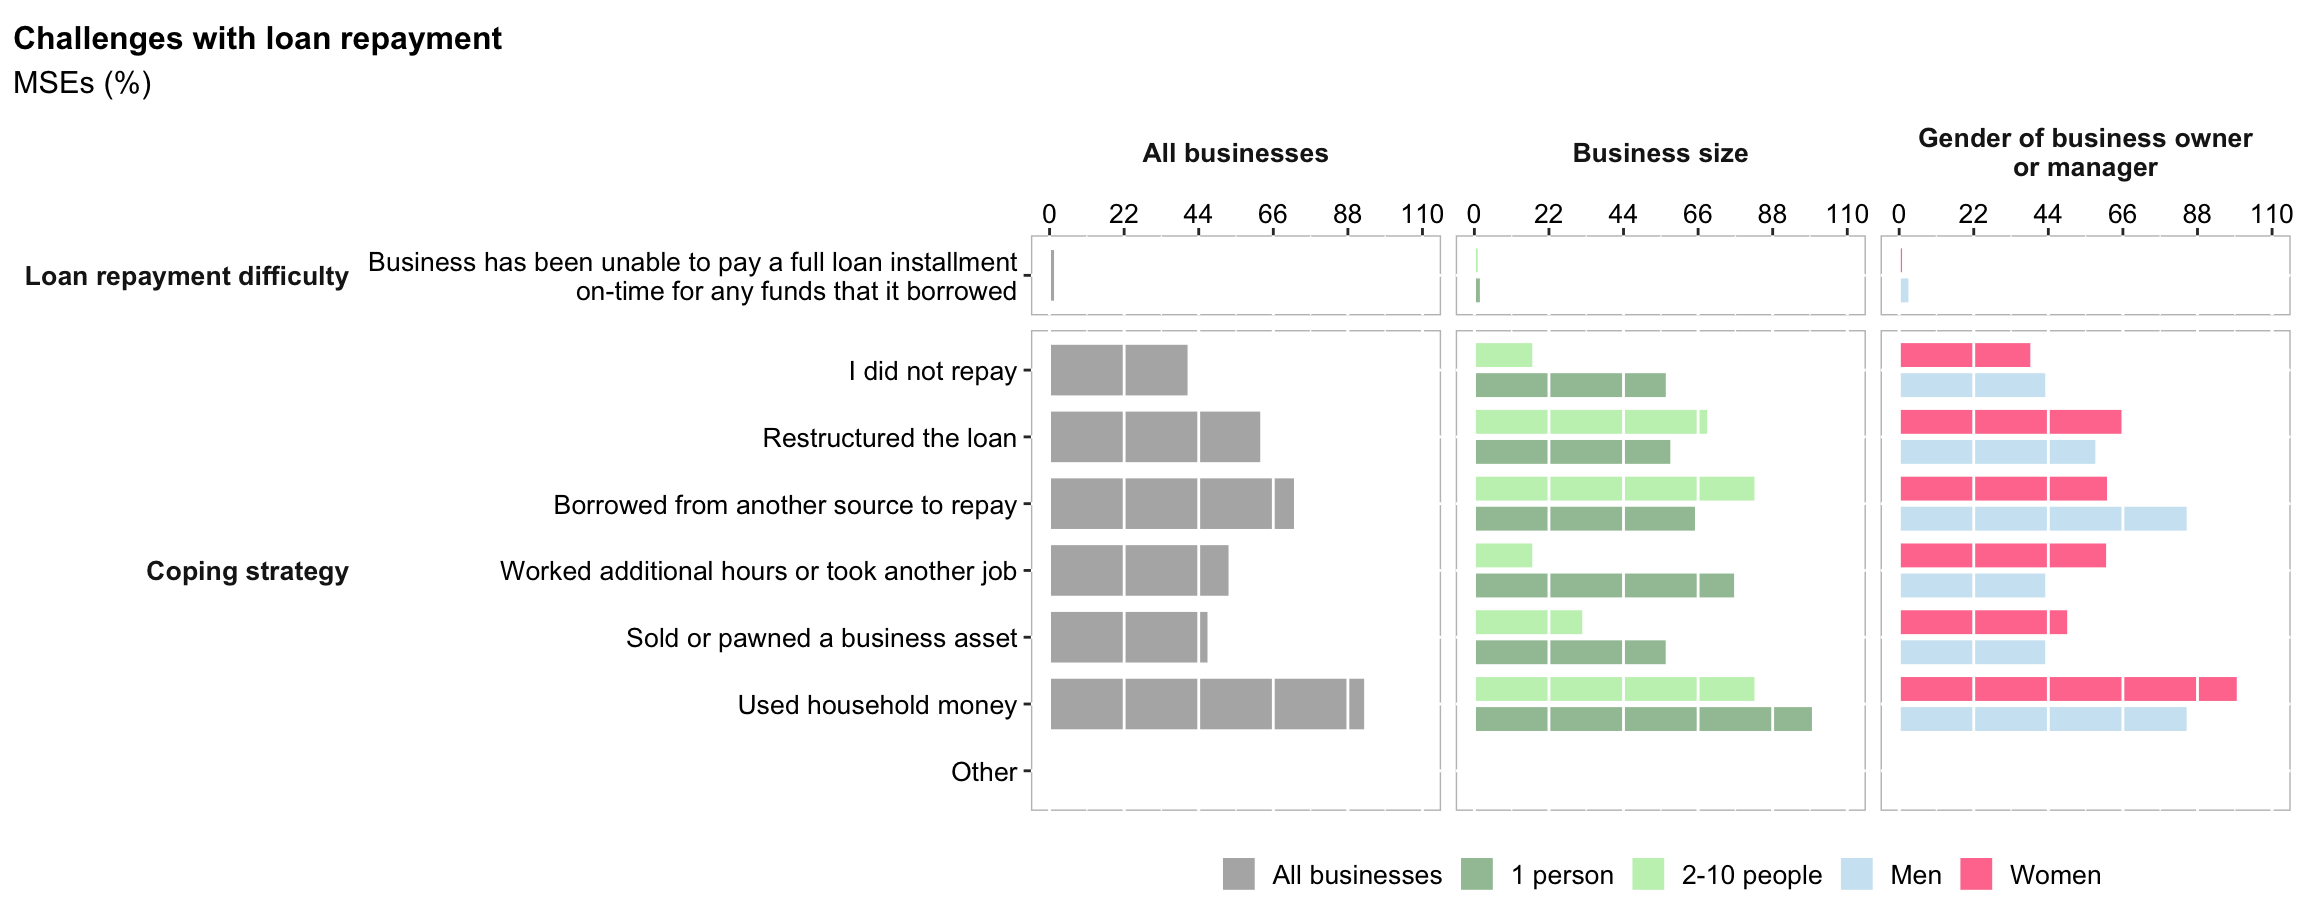 Challenges with loan repayment
MSEs (%)
All businesses
Business size
Gender of business owner
or manager
0 22 44 66 88 110
0 22 44 66 88 110
0 22 44 66 88 110
Loan repayment difficulty
Business has been unable to pay a full loan installment
on-time for any funds that it borrowed
Coping strategy
I did not repay
Restructured the loan
Borrowed from another source to repay
Worked additional hours or took another job
Sold or pawned a business asset
Used household money
Other
All businesses 1 person 2-10 people Men Women